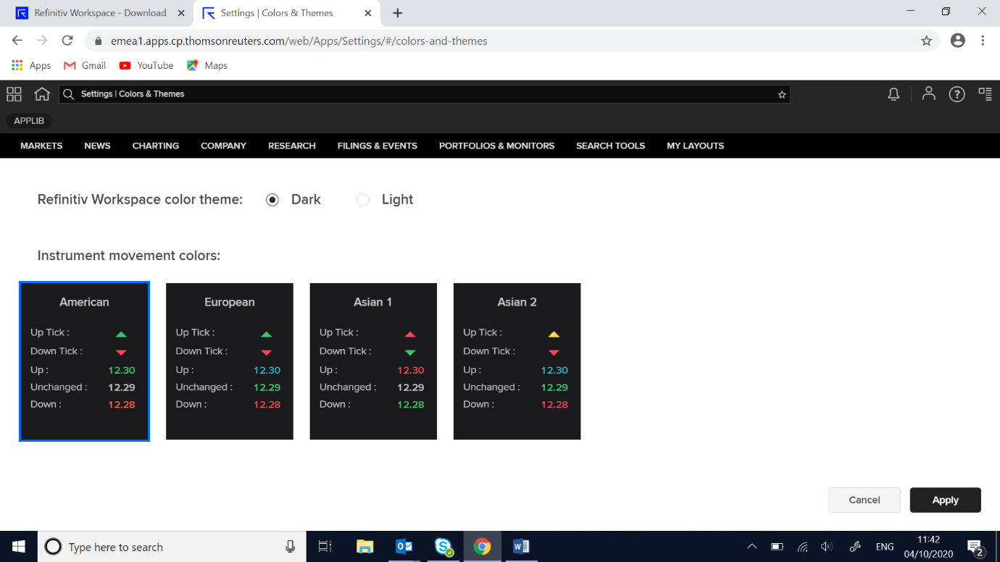 Refinitiv Workspace - Download
Settings | Colors & Themes
emea1.apps.cp.thomsonreuters.com/web/Apps/Settings/#/colors-and-themes
Apps Gmail YouTube Maps
Settings | Colors & Themes
APPLIB
MARKETS NEWS CHARTING COMPANY RESEARCH FILINGS & EVENTS PORTFOLIOS & MONITORS SEARCH TOOLS MY LAYOUTS
Refinitiv Workspace color theme: Dark Light
Instrument movement colors:
American
Up Tick :
Down Tick :
Up : 12.30
Unchanged : 12.29
Down : 12.28
European
Up Tick :
Down Tick :
Up : 12.30
Unchanged : 12.29
Down : 12.28
Asian 1
Up Tick :
Down Tick :
Up : 12.30
Unchanged : 12.29
Down : 12.28
Asian 2
Up Tick :
Down Tick :
Up : 12.30
Unchanged : 12.29
Down : 12.28
Cancel Apply
Type here to search
ENG
11:42
04/10/2020
2